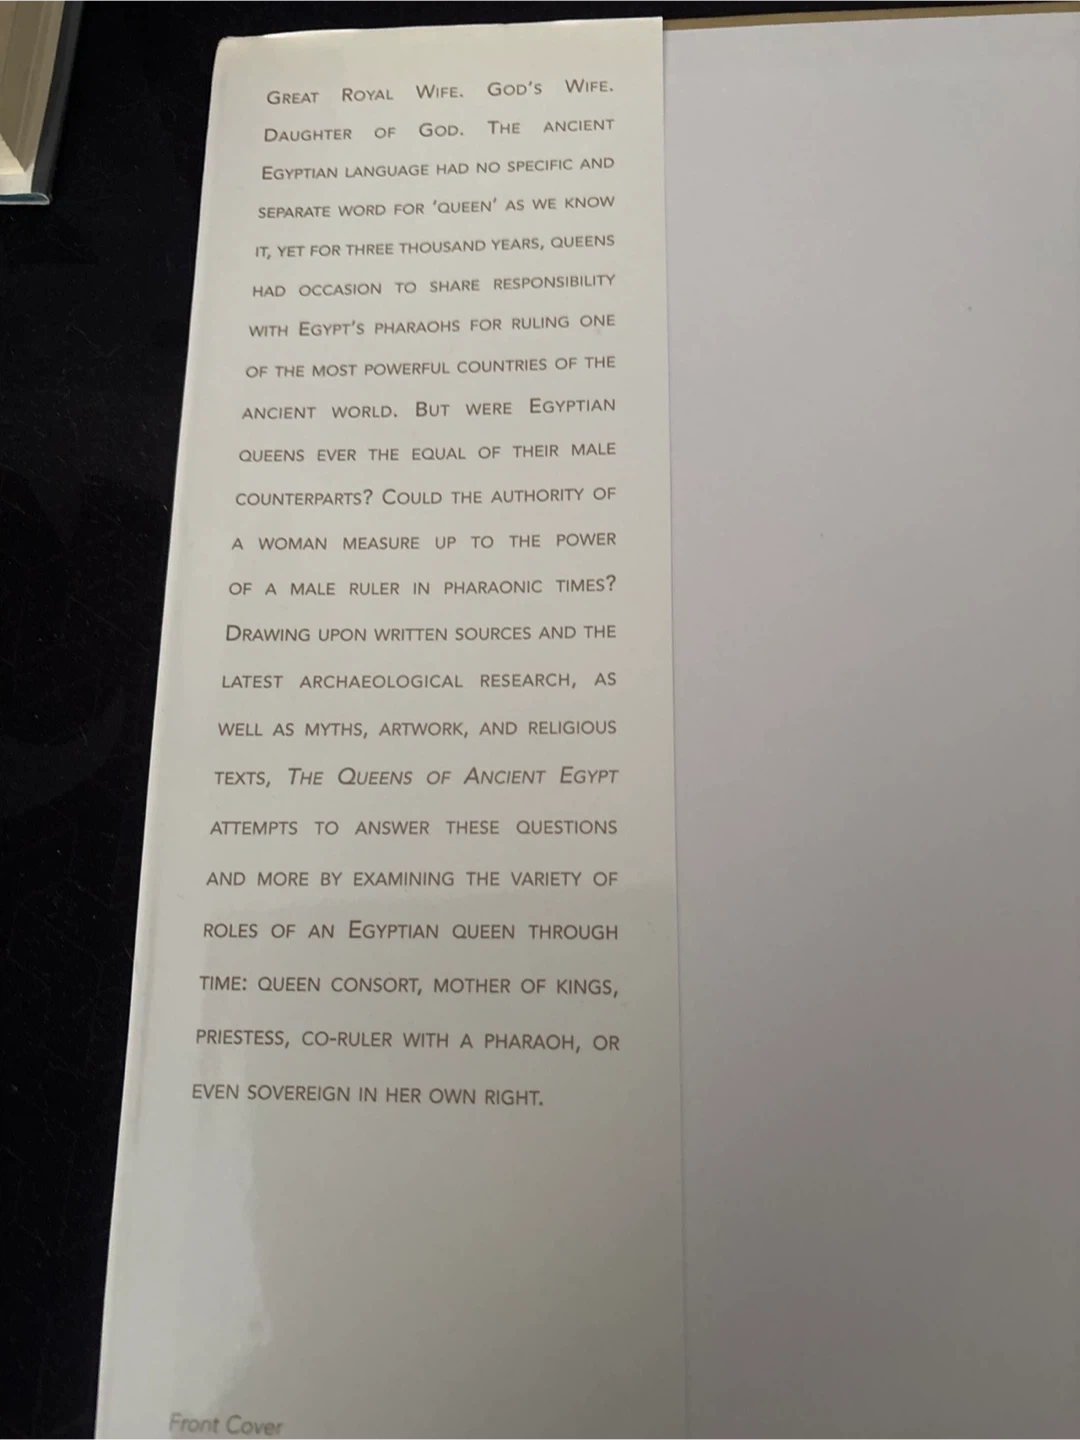 Great Royal Wife. God's Wife.
Daughter of God. The ancient
Egyptian language had no specific and
separate word for 'queen' as we know
it, yet for three thousand years, queens
had occasion to share responsibility
with Egypt's pharaohs for ruling one
of the most powerful countries of the
ancient world. But were Egyptian
queens ever the equal of their male
counterparts? Could the authority of
a woman measure up to the power
of a male ruler in pharaonic times?
Drawing upon written sources and the
latest archaeological research, as
well as myths, artwork, and religious
texts, The Queens of Ancient Egypt
attempts to answer these questions
and more by examining the variety of
roles of an Egyptian queen through
time: queen consort, mother of kings,
priestess, co-ruler with a pharaoh, or
even sovereign in her own right.
Front Cover